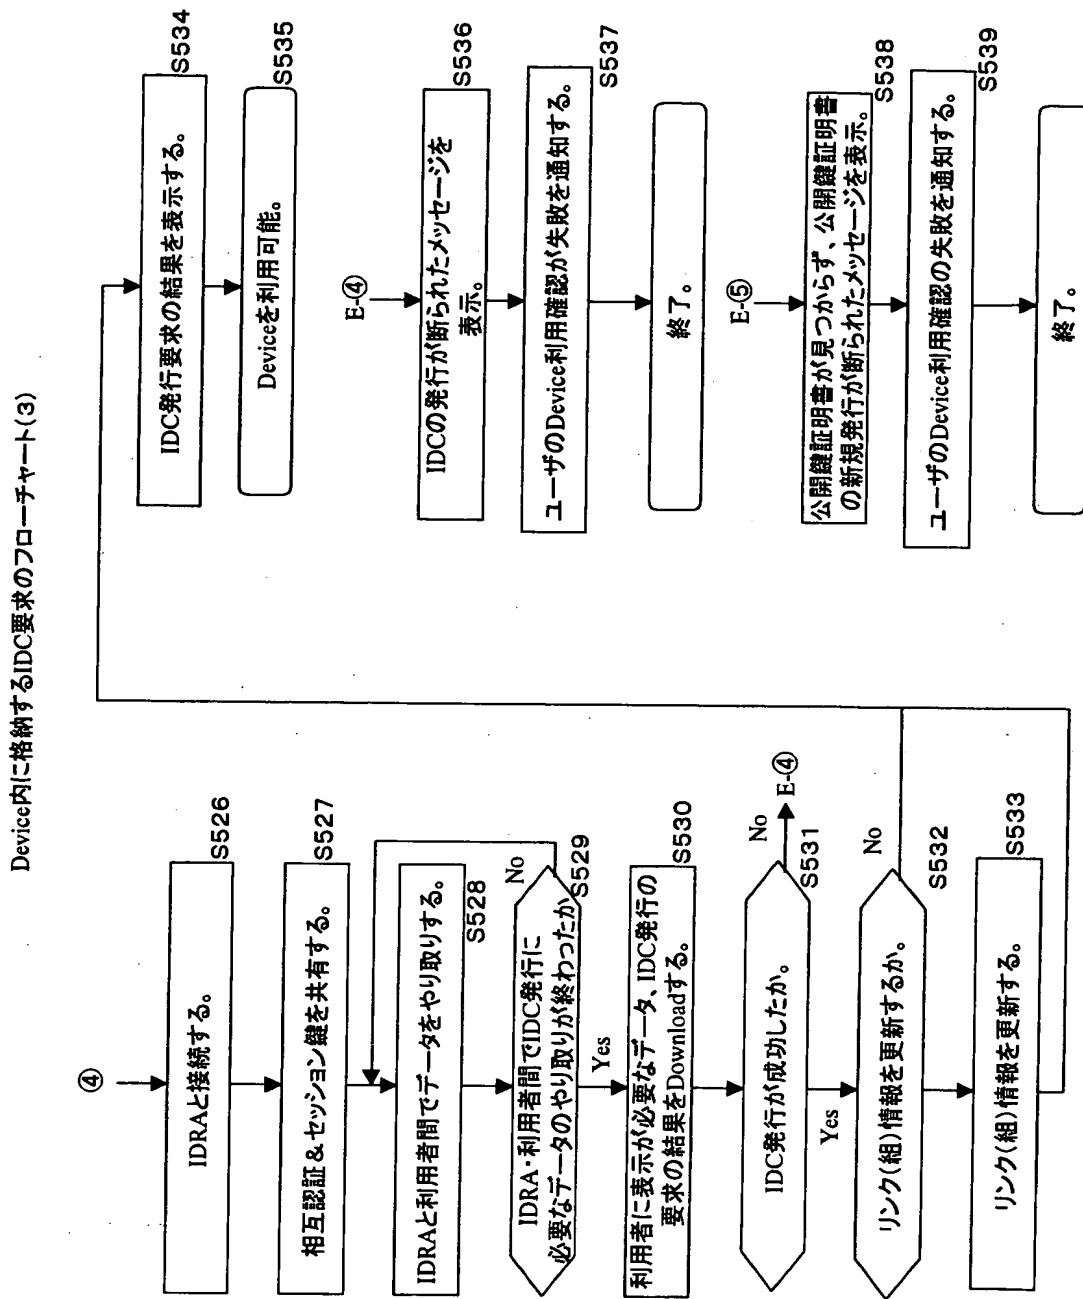 Device内に格納するIDC要求のフローチャート(3)
④
IDRAと接続する。
S526
相互認証&セッション鍵を共有する。
S527
IDRAと利用者間でデータをやり取りする。
S528
IDRA・利用者間でIDC発行に
必要なデータのやり取りが終わったか
No
S529
Yes
利用者に表示が必要なデータ、IDC発行の
要求の結果をDownloadする。
S530
IDC発行が成功したか。
No
E-④
S531
Yes
リンク(組)情報を更新するか。
No
S532
リンク(組)情報を更新する。
S533
IDC発行要求の結果を表示する。
S534
Deviceを利用可能。
S535
E-④
IDCの発行が断られたメッセージを
表示。
S536
ユーザのDevice利用確認が失敗を通知する。
S537
終了。
E-⑤
公開鍵証明書が見つからず、公開鍵証明書
の新規発行が断られたメッセージを表示。
S538
ユーザのDevice利用確認の失敗を通知する。
S539
終了。